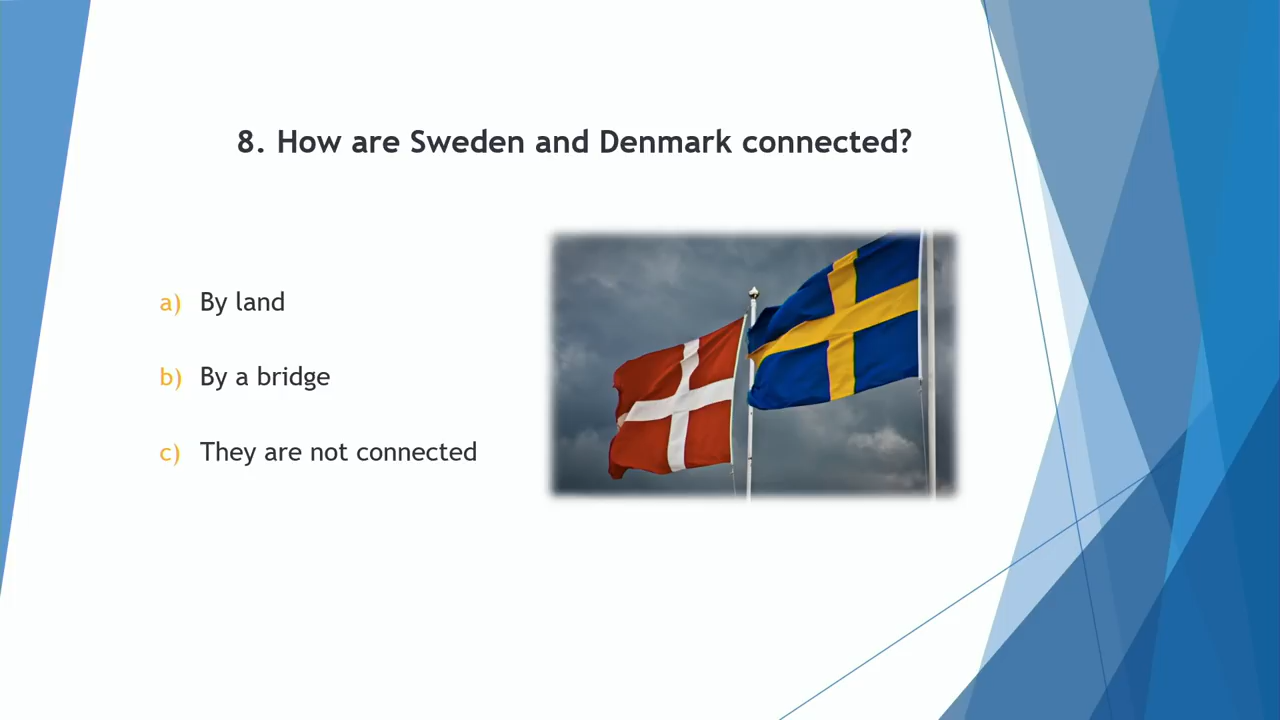 8. How are Sweden and Denmark connected?
a) By land
b) By a bridge
c) They are not connected